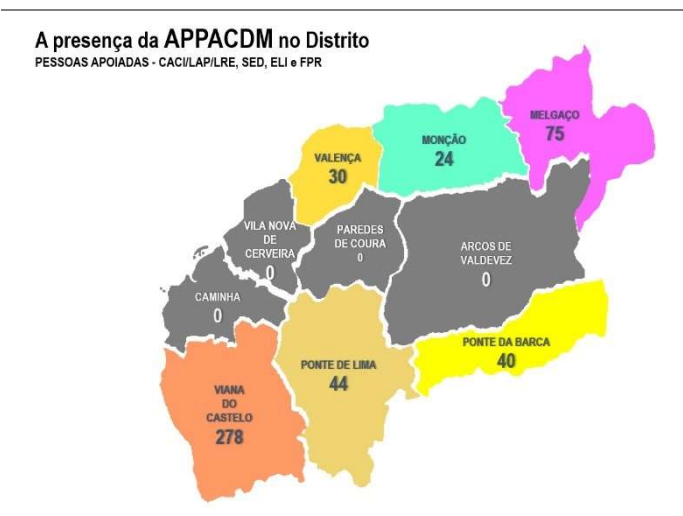 A presença da APPACDM no Distrito
PESSOAS APOIADAS - CACI/LAP/LRE, SED, ELI e FPR
MELGAÇO
75
MONÇÃO
24
VALENÇA
30
VILA NOVA
DE
CERVEIRA
0
PAREDES
DE COURA
0
ARCOS DE
VALDEVEZ
0
CAMINHA
0
PONTE DA BARCA
40
PONTE DE LIMA
44
VIANA
DO
CASTELO
278